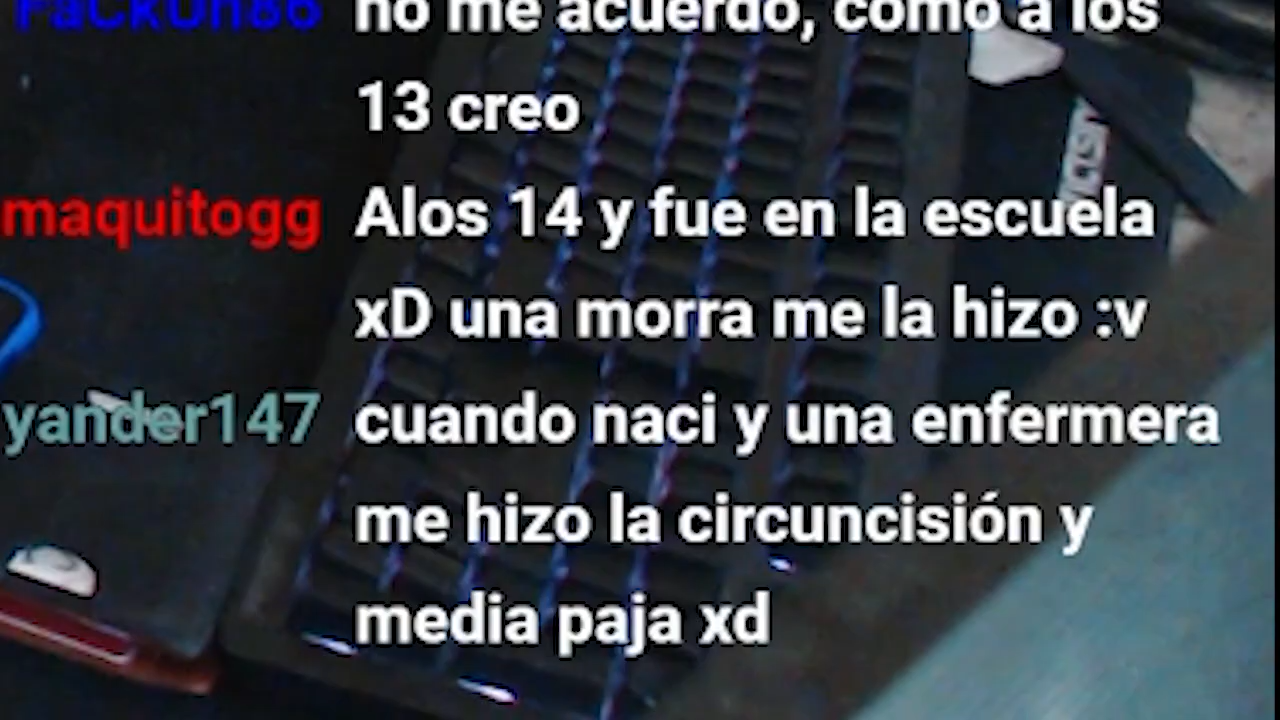 no me acuerdo, como a los
13 creo
maquitogg Alos 14 y fue en la escuela
xD una morra me la hizo :v
yander147 cuando naci y una enfermera
me hizo la circuncisión y
media paja xd